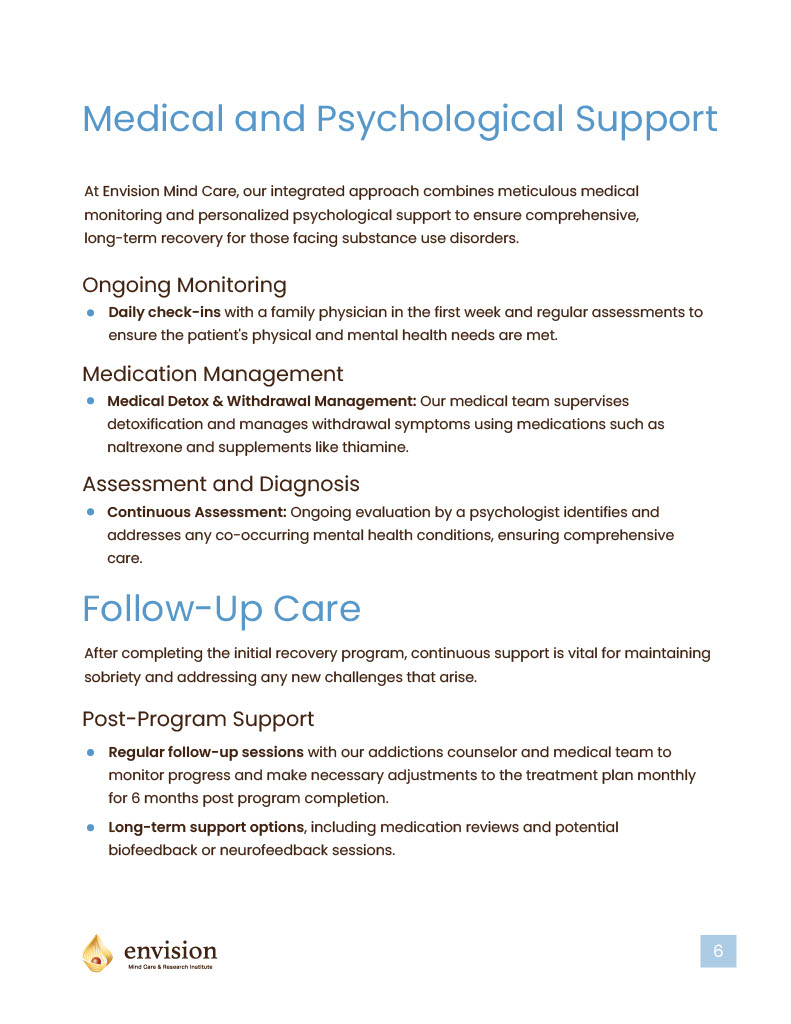 Medical and Psychological Support
At Envision Mind Care, our integrated approach combines meticulous medical
monitoring and personalized psychological support to ensure comprehensive,
long-term recovery for those facing substance use disorders.
Ongoing Monitoring
• Daily check-ins with a family physician in the first week and regular assessments to
ensure the patient's physical and mental health needs are met.
Medication Management
• Medical Detox & Withdrawal Management: Our medical team supervises
detoxification and manages withdrawal symptoms using medications such as
naltrexone and supplements like thiamine.
Assessment and Diagnosis
• Continuous Assessment: Ongoing evaluation by a psychologist identifies and
addresses any co-occurring mental health conditions, ensuring comprehensive
care.
Follow-Up Care
After completing the initial recovery program, continuous support is vital for maintaining
sobriety and addressing any new challenges that arise.
Post-Program Support
• Regular follow-up sessions with our addictions counselor and medical team to
monitor progress and make necessary adjustments to the treatment plan monthly
for 6 months post program completion.
• Long-term support options, including medication reviews and potential
biofeedback or neurofeedback sessions.
envision
Mind Care & Research Institute
6